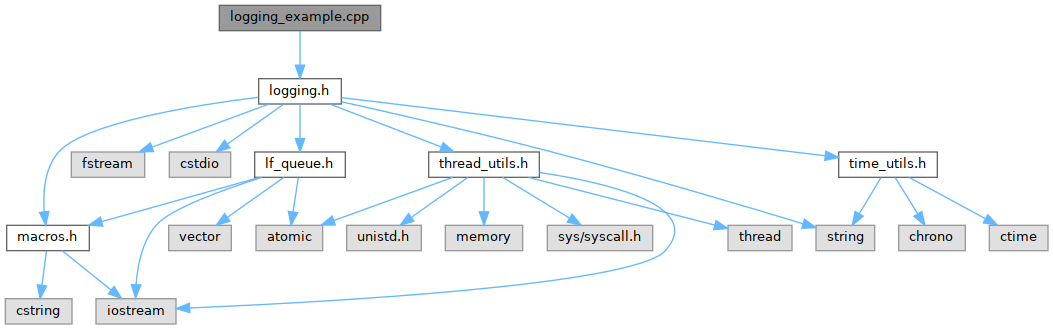 logging_example.cpp
logging.h
fstream
cstdio
lf_queue.h
thread_utils.h
time_utils.h
macros.h
vector
atomic
unistd.h
memory
sys/syscall.h
thread
string
chrono
ctime
cstring
iostream